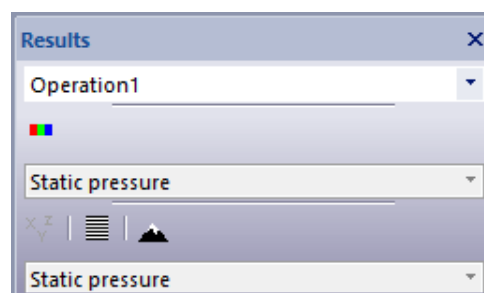 Results
Operation1
Static pressure
X Y Z
Static pressure